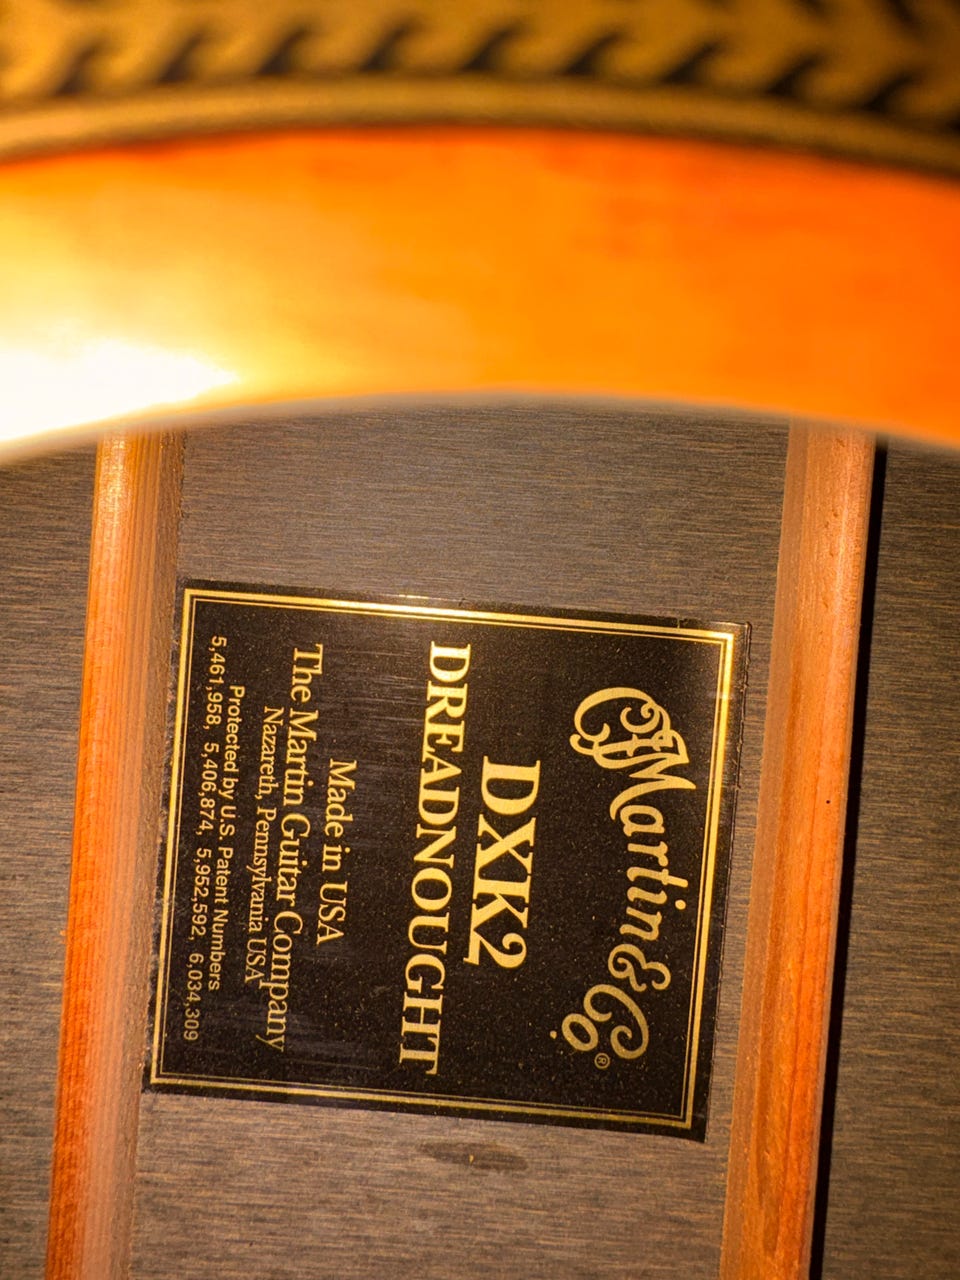 CFMartin & Co ®
DXK2
DREADNOUGHT
Made in USA
The Martin Guitar Company
Nazareth, Pennsylvania USA
Protected by U.S. Patent Numbers
5,461,958, 5,406,874, 5,952,592, 6,034,309